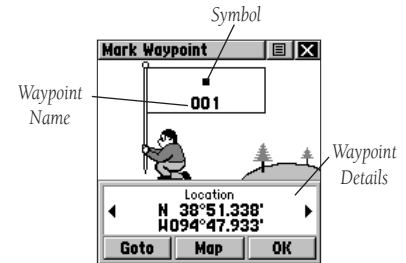 Symbol
Mark Waypoint
001
Waypoint
Name
Waypoint
Details
Location
N 38°51.338'
W094°47.933'
Goto Map OK